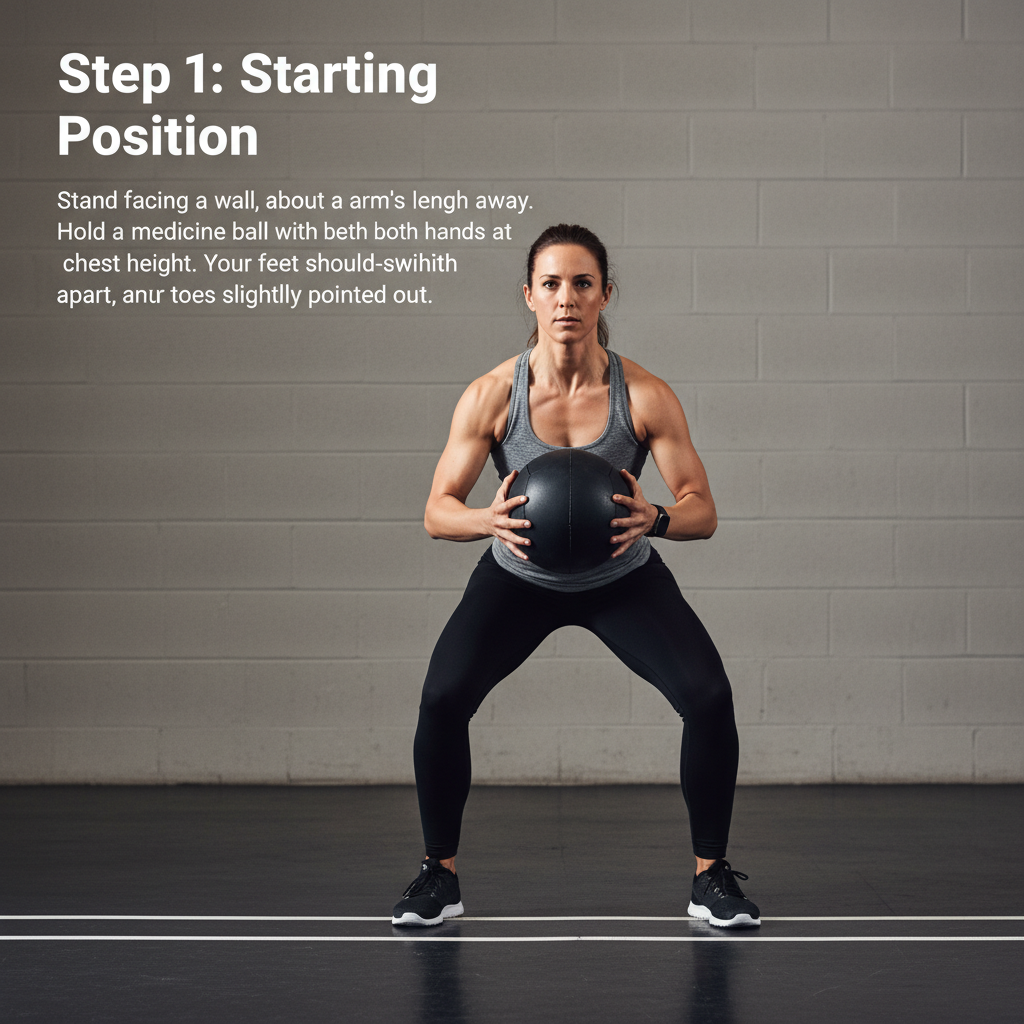 Step 1: Starting
Position
Stand facing a wall, about a arm's lengh away.
Hold a medicine ball with beth both hands at
chest height. Your feet should-swihith
apart, anur toes slightlly pointed out.